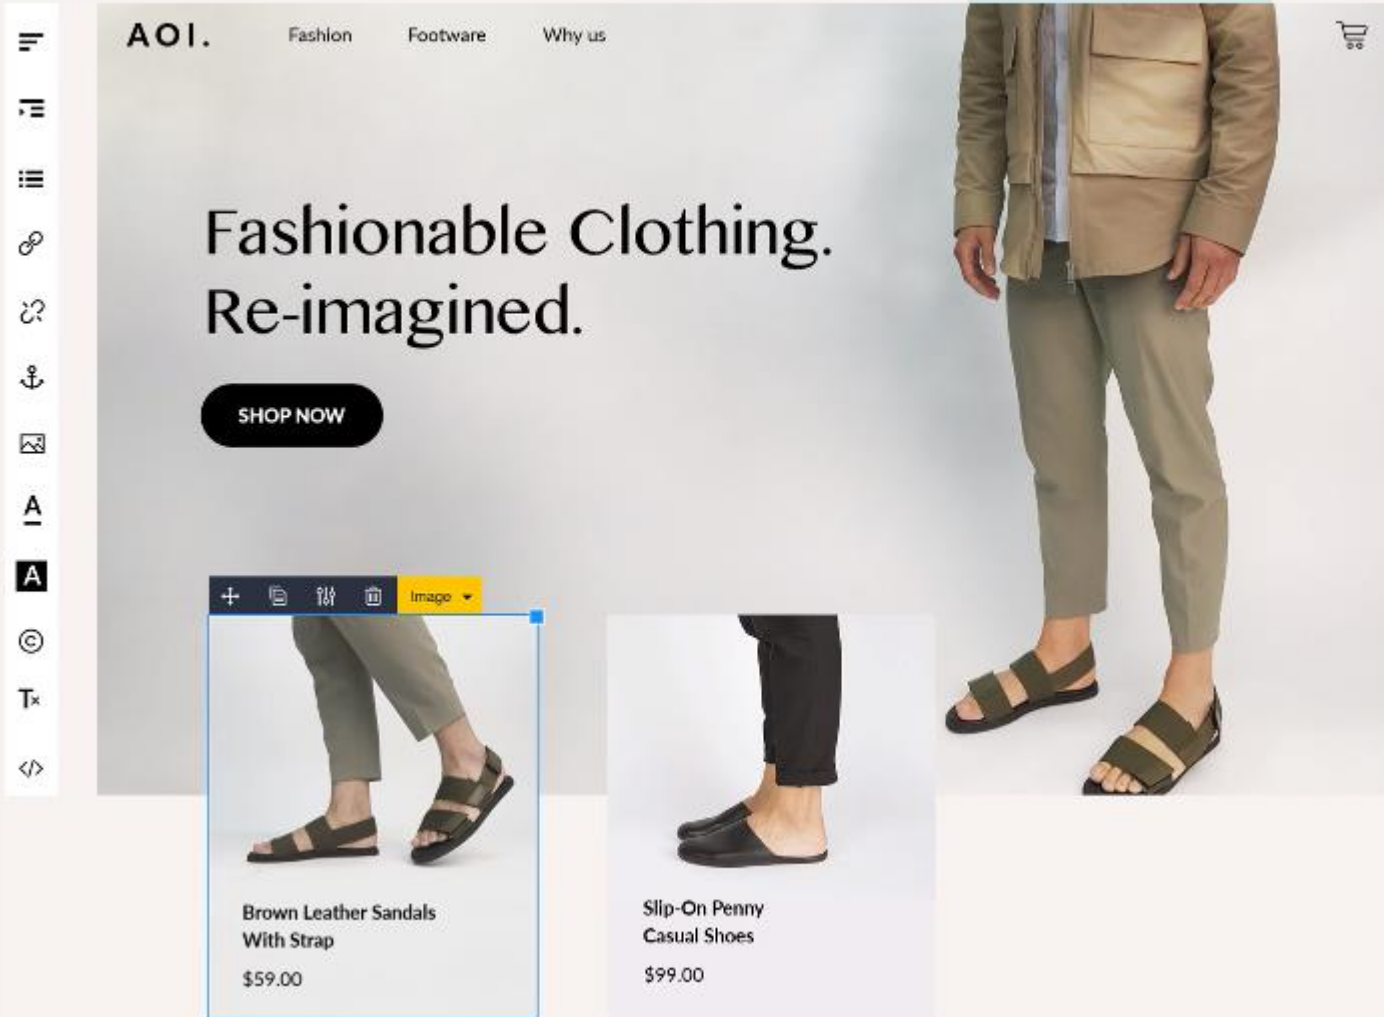 AOI.
Fashion
Footware
Why us
Fashionable Clothing.
Re-imagined.
SHOP NOW
A
A
Image
©
Tx
</>
Brown Leather Sandals
With Strap
$59.00
Slip-On Penny
Casual Shoes
$99.00